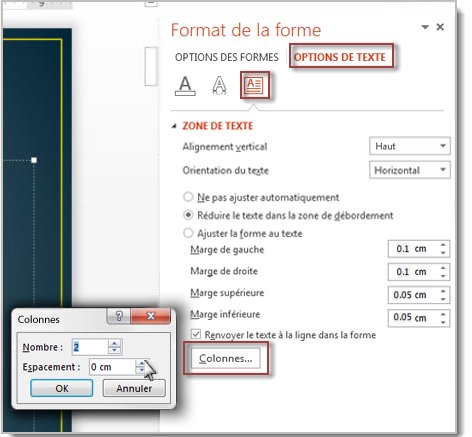 Format de la forme
OPTIONS DES FORMES OPTIONS DE TEXTE
ZONE DE TEXTE
Alignement vertical Haut
Orientation du texte Horizontal
Ne pas ajuster automatiquement
Réduire le texte dans la zone de débordement
Ajuster la forme au texte
Marge de gauche 0.1 cm
Marge de droite 0.1 cm
Marge supérieure 0.05 cm
Marge inférieure 0.05 cm
Renvoyer le texte à la ligne dans la forme
Colonnes...
Colonnes
Nombre : 2
Espacement : 0 cm
OK Annuler